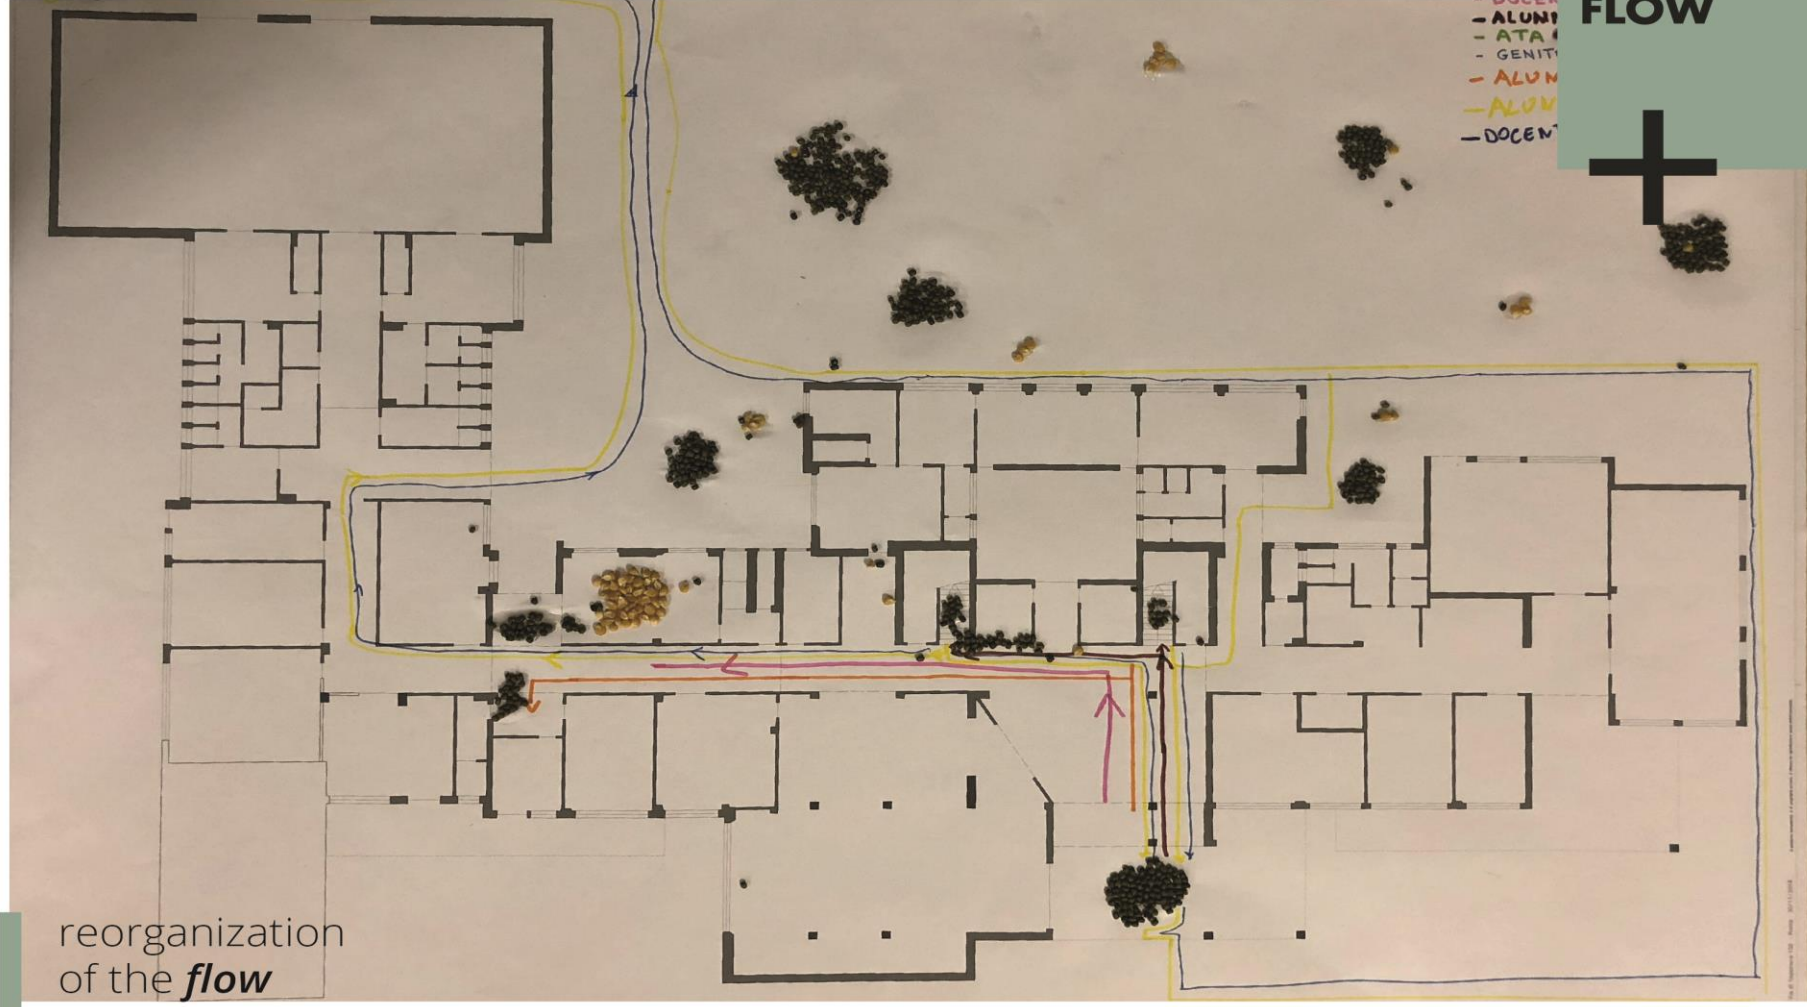 FLOW
- ALUN
- ATA
- GENIT
- ALUN
- ALUN
- DOCENT
reorganization
of the flow